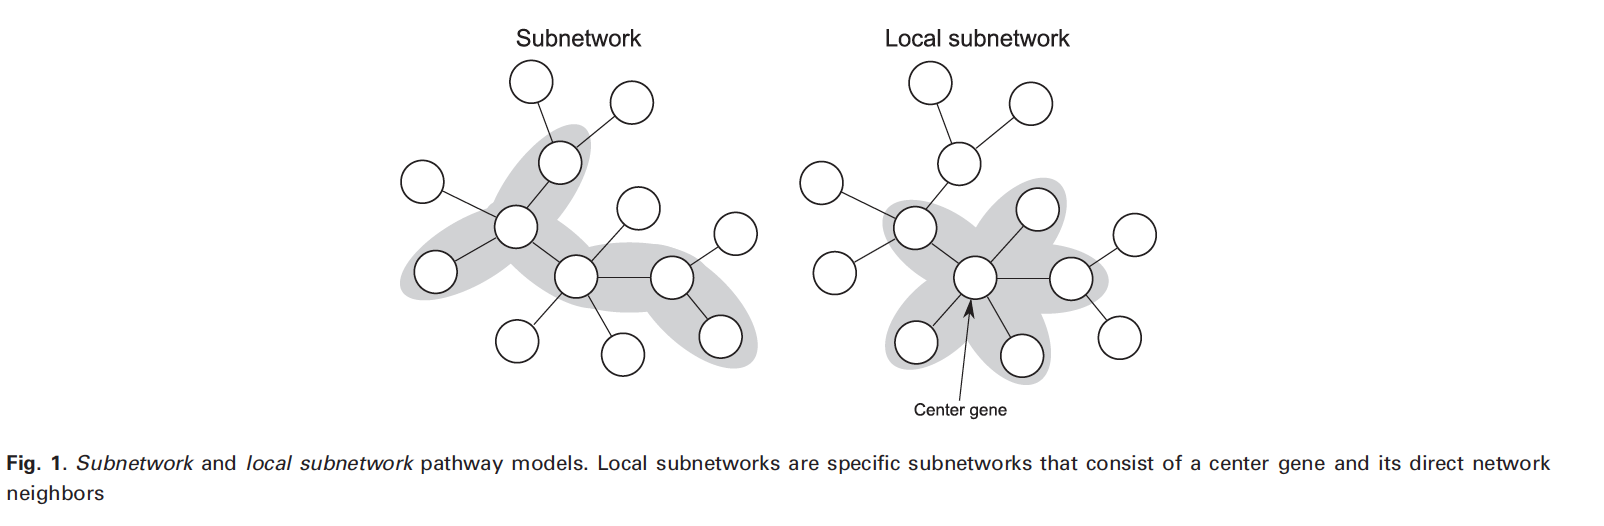 Subnetwork
Local subnetwork
Center gene
Fig. 1. Subnetwork and local subnetwork pathway models. Local subnetworks are specific subnetworks that consist of a center gene and its direct network
neighbors